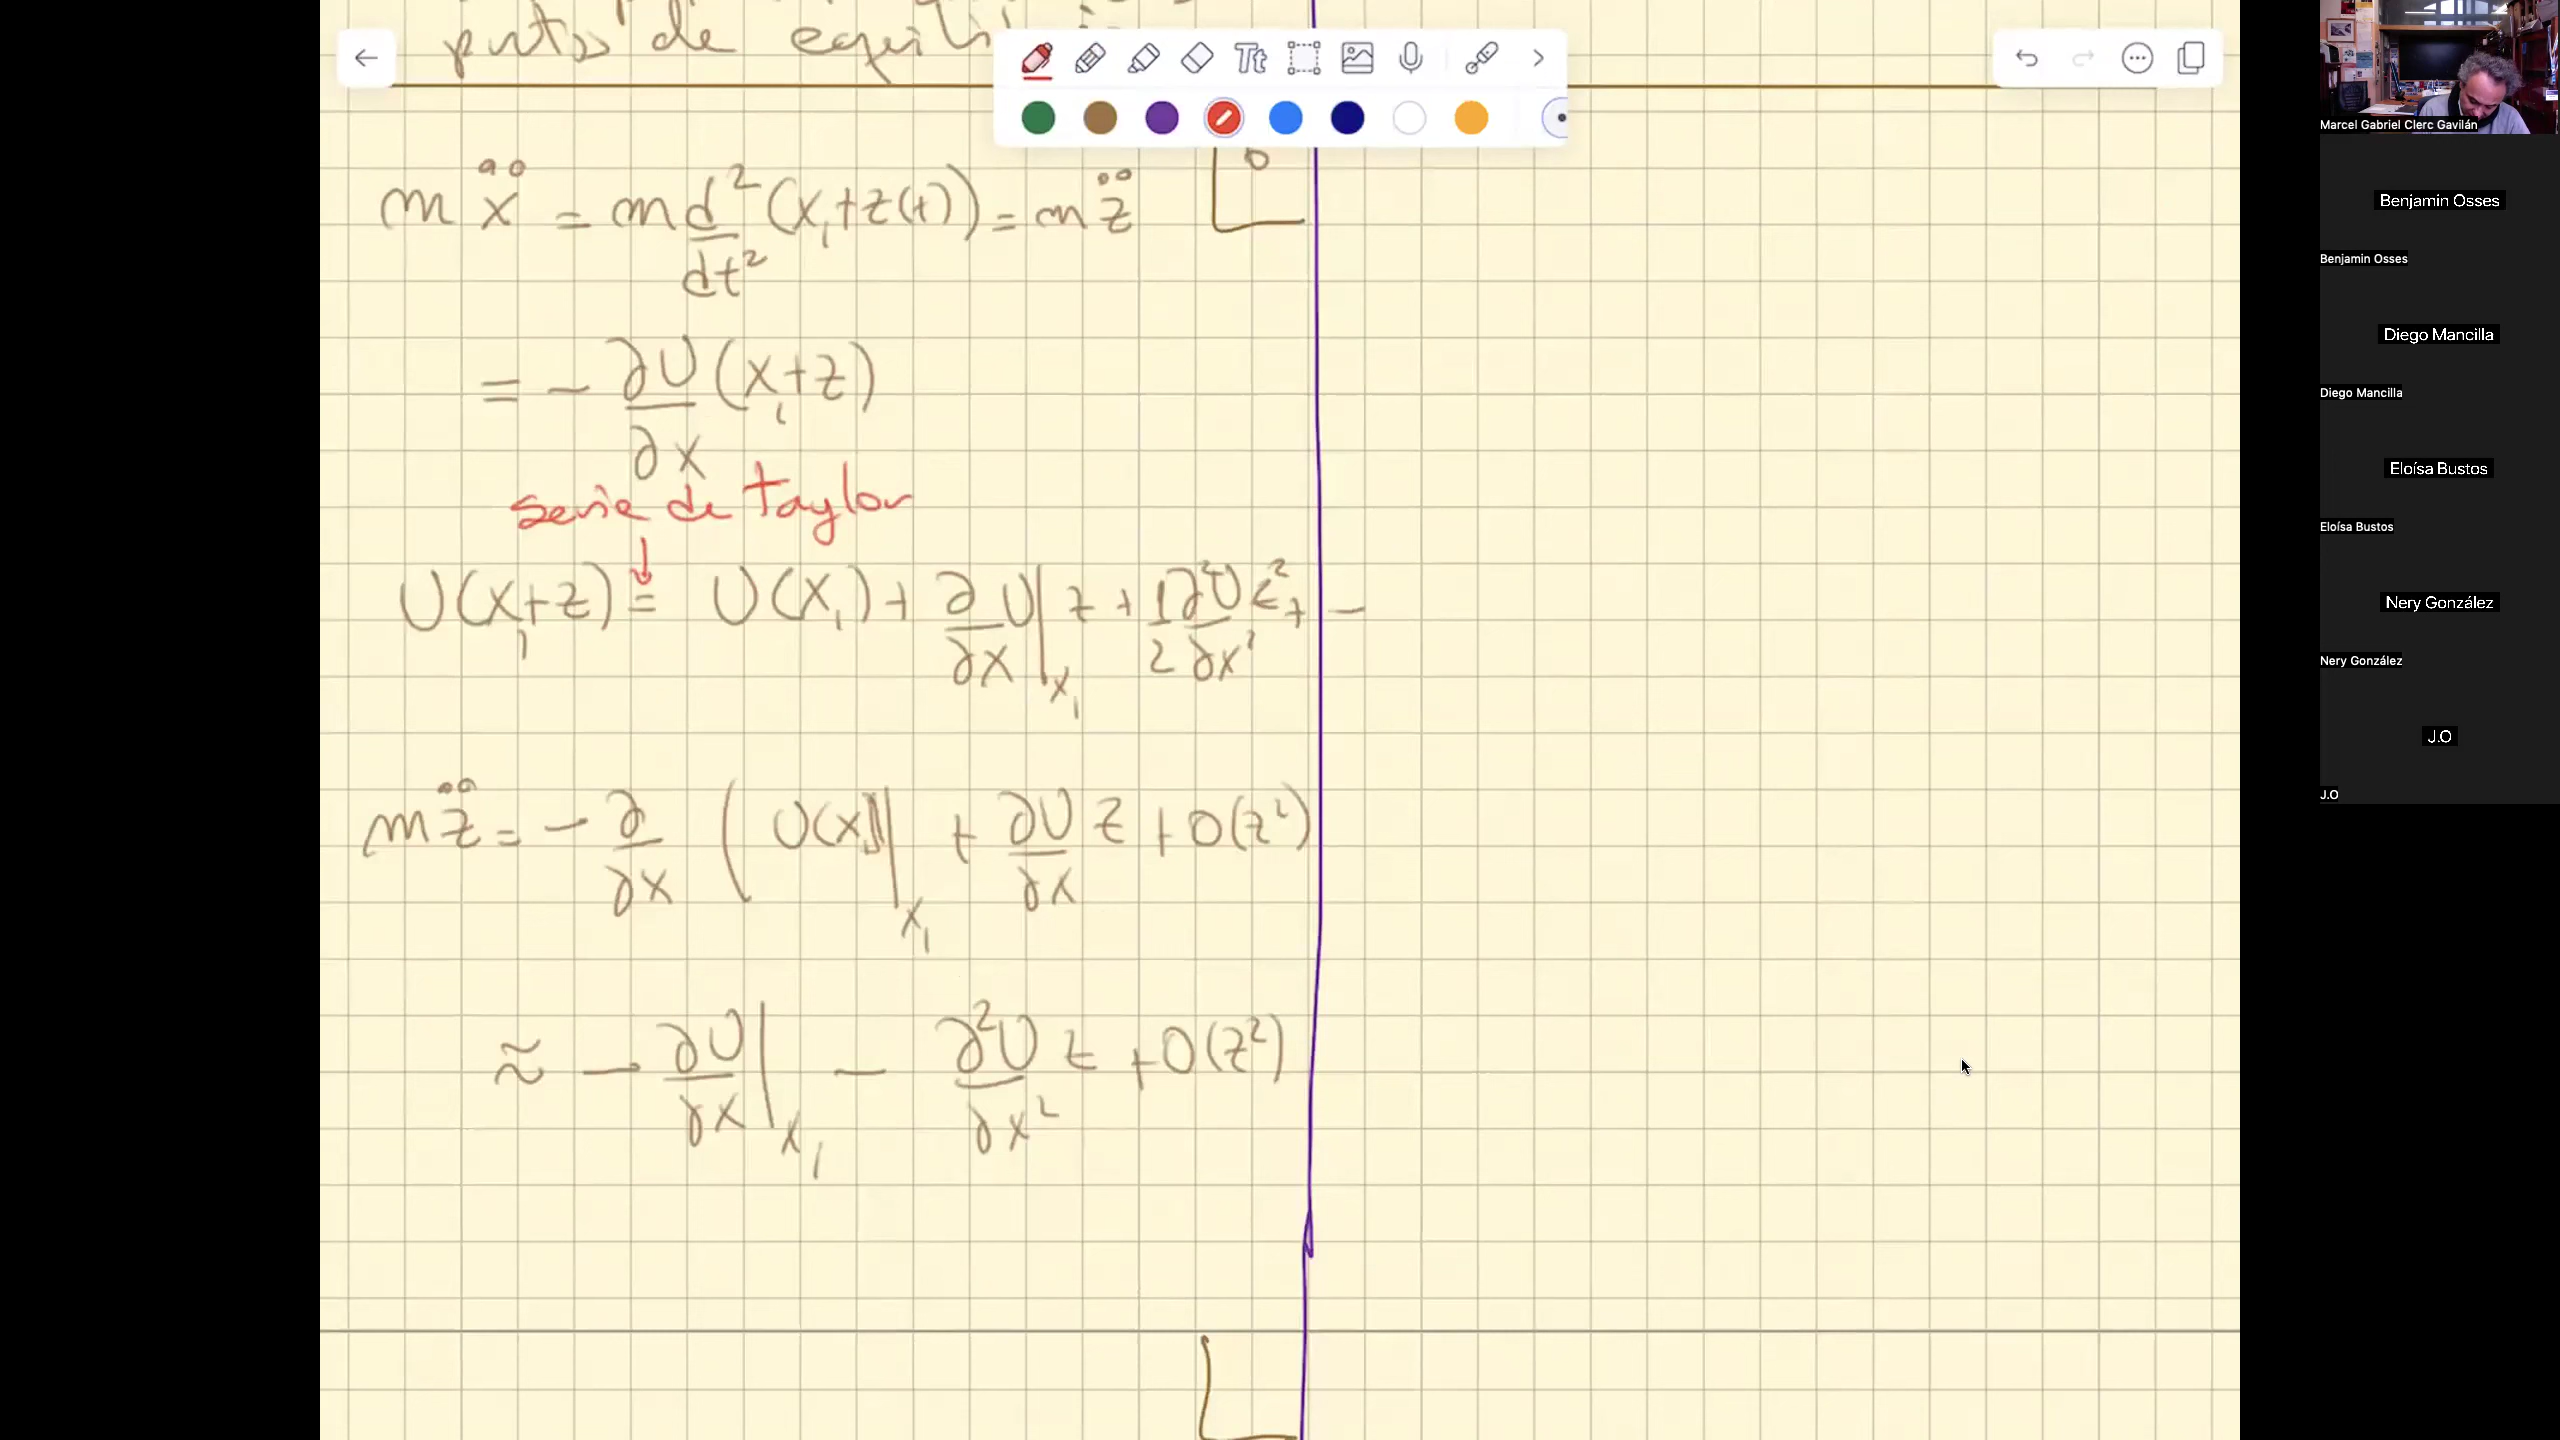 puntos de equili
m ẍ = m d²/dt² (x₁+z(t)) = m z̈
0
= - ∂U/∂x (x₁+z)
serie de taylor
↓
U(x₁+z) = U(x₁) + ∂/∂x U|x₁ z + 1/2 ∂²U/∂x² z² + -
m z̈ = - ∂/∂x ( U(x)|x₁ + ∂U/∂x z + O(z²)
≈ - ∂U/∂x|x₁ - ∂²U/∂x² z + O(z²)
Tt
Marcel Gabriel Clerc Gavilán
Benjamin Osses
Benjamin Osses
Diego Mancilla
Diego Mancilla
Eloísa Bustos
Eloísa Bustos
Nery González
Nery González
J.O
J.O